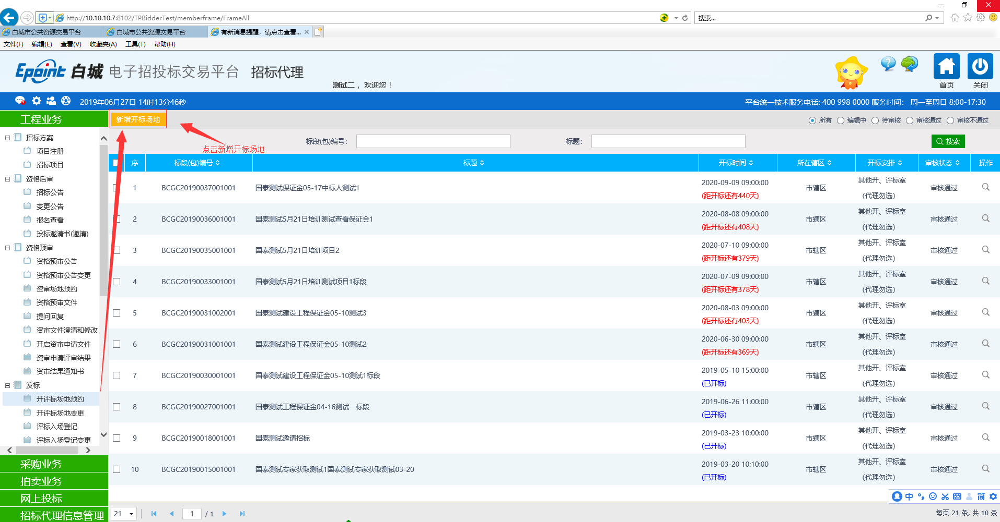 http://10.10.10.7:8102/TPBidderTest/memberframe/FrameAll
搜索...
白城市公共资源交易平台
白城市公共资源交易平台
有新消息提醒，请点击查看...
文件(F) 编辑(E) 查看(V) 收藏夹(A) 工具(T) 帮助(H)
Epoint 白城 电子招投标交易平台 招标代理
测试二 ，欢迎您！
首页
关闭
2019年06月27日 14时13分46秒
平台统一技术服务电话: 400 998 0000 服务时间： 周一至周日 8:00-17:30
工程业务
招标方案
项目注册
招标项目
资格后审
招标公告
变更公告
报名查看
投标邀请书(邀请)
资格预审
资格预审公告
资格预审公告变更
资审场地预约
资格预审文件
提问回复
资审文件澄清和修改
开启资审申请文件
资审申请评审结果
资审结果通知书
发标
开评标场地预约
开评标场地变更
评标入场登记
评标入场登记变更
采购业务
拍卖业务
网上投标
招标代理信息管理
新增开标场地
所有 编辑中 待审核 审核通过 审核不通过
点击新增开标场地
标段(包)编号:
标题:
搜索
序 标段(包)编号 标题 开标时间 所在辖区 开标安排 审核状态 操作
1 BCGC20190037001001 国泰测试保证金05-17中标人测试1 2020-09-09 09:00:00 市辖区 其他开、评标室 审核通过
(距开标还有440天) (代理勿选)
2 BCGC20190036001001 国泰测试5月21日培训测试查看保证金1 2020-08-08 09:00:00 市辖区 其他开、评标室 审核通过
(距开标还有408天) (代理勿选)
3 BCGC20190035001001 国泰测试5月21日培训项目2 2020-07-10 09:00:00 市辖区 其他开、评标室 审核通过
(距开标还有379天) (代理勿选)
4 BCGC20190033001001 国泰测试5月21日培训测试项目1标段 2020-07-09 09:00:00 市辖区 其他开、评标室 审核通过
(距开标还有378天) (代理勿选)
5 BCGC20190031002001 国泰测试建设工程保证金05-10测试3 2020-08-03 09:00:00 市辖区 其他开、评标室 审核通过
(距开标还有403天) (代理勿选)
6 BCGC20190031001001 国泰测试建设工程保证金05-10测试2 2020-06-30 09:00:00 市辖区 其他开、评标室 审核通过
(距开标还有369天) (代理勿选)
7 BCGC20190030001001 国泰测试建设工程保证金05-10测试1标段 2019-05-10 15:00:00 市辖区 其他开、评标室 审核通过
(已开标) (代理勿选)
8 BCGC20190027001001 国泰测试工程保证金04-16测试一标段 2019-06-26 11:00:00 市辖区 其他开、评标室 审核通过
(已开标) (代理勿选)
9 BCGC20190018001001 国泰测试邀请招标 2019-03-23 10:00:00 市辖区 其他开、评标室 审核通过
(已开标) (代理勿选)
10 BCGC20190015001001 国泰测试专家获取测试1国泰测试专家获取测试03-20 2019-03-20 10:10:00 市辖区 其他开、评标室 审核通过
(已开标) (代理勿选)
中 简
21 1 / 1
每页 21 条, 共 10 条